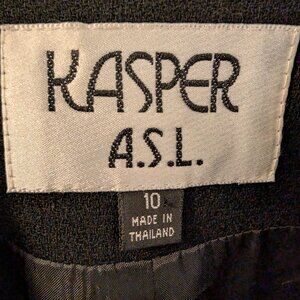 KASPER
A.S.L.
10
MADE IN
THAILAND